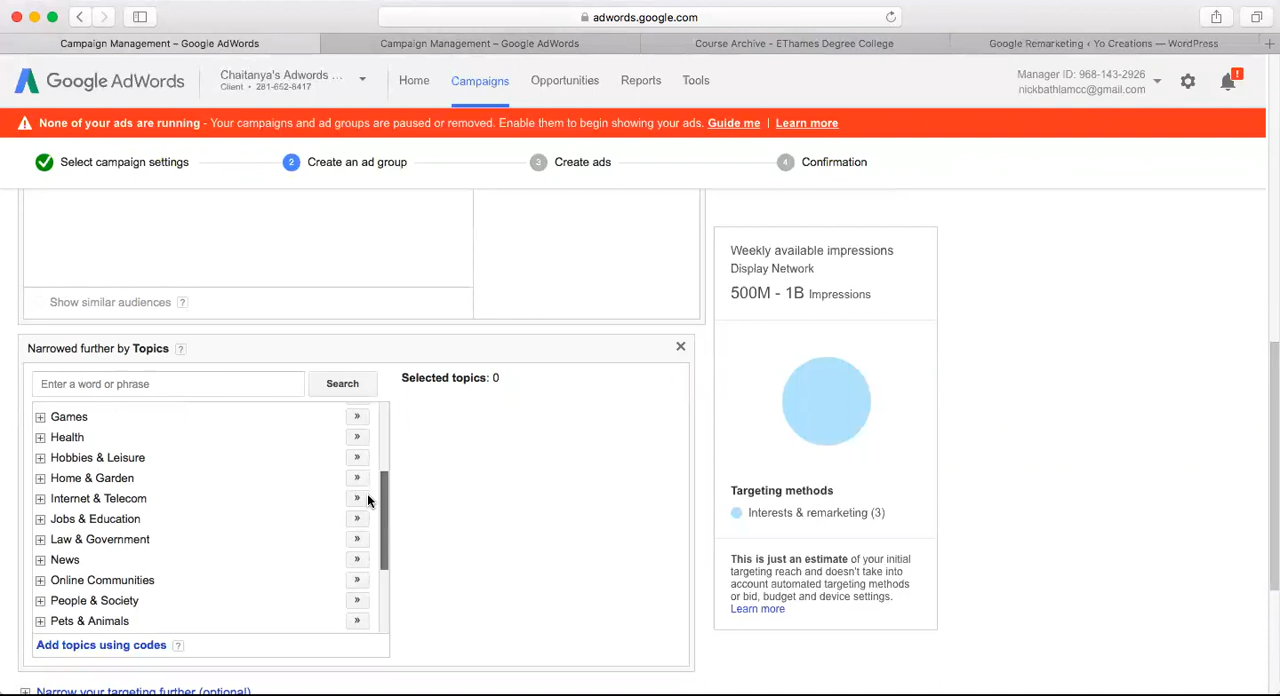 adwords.google.com
Campaign Management – Google AdWords
Campaign Management – Google AdWords
Course Archive - EThames Degree College
Google Remarketing ‹ Yo Creations — WordPress
Google AdWords
Chaitanya's Adwords ...
Client • 281-652-8417
Home
Campaigns
Opportunities
Reports
Tools
Manager ID: 968-143-2926
nickbathlamcc@gmail.com
!
None of your ads are running - Your campaigns and ad groups are paused or removed. Enable them to begin showing your ads. Guide me | Learn more
Select campaign settings
2 Create an ad group
3 Create ads
4 Confirmation
Show similar audiences ?
Narrowed further by Topics ?
Enter a word or phrase
Search
Selected topics: 0
Games »
Health »
Hobbies & Leisure »
Home & Garden »
Internet & Telecom »
Jobs & Education »
Law & Government »
News »
Online Communities »
People & Society »
Pets & Animals »
Add topics using codes ?
Narrow your targeting further (optional)
Weekly available impressions
Display Network
500M - 1B Impressions
Targeting methods
Interests & remarketing (3)
This is just an estimate of your initial
targeting reach and doesn't take into
account automated targeting methods
or bid, budget and device settings.
Learn more